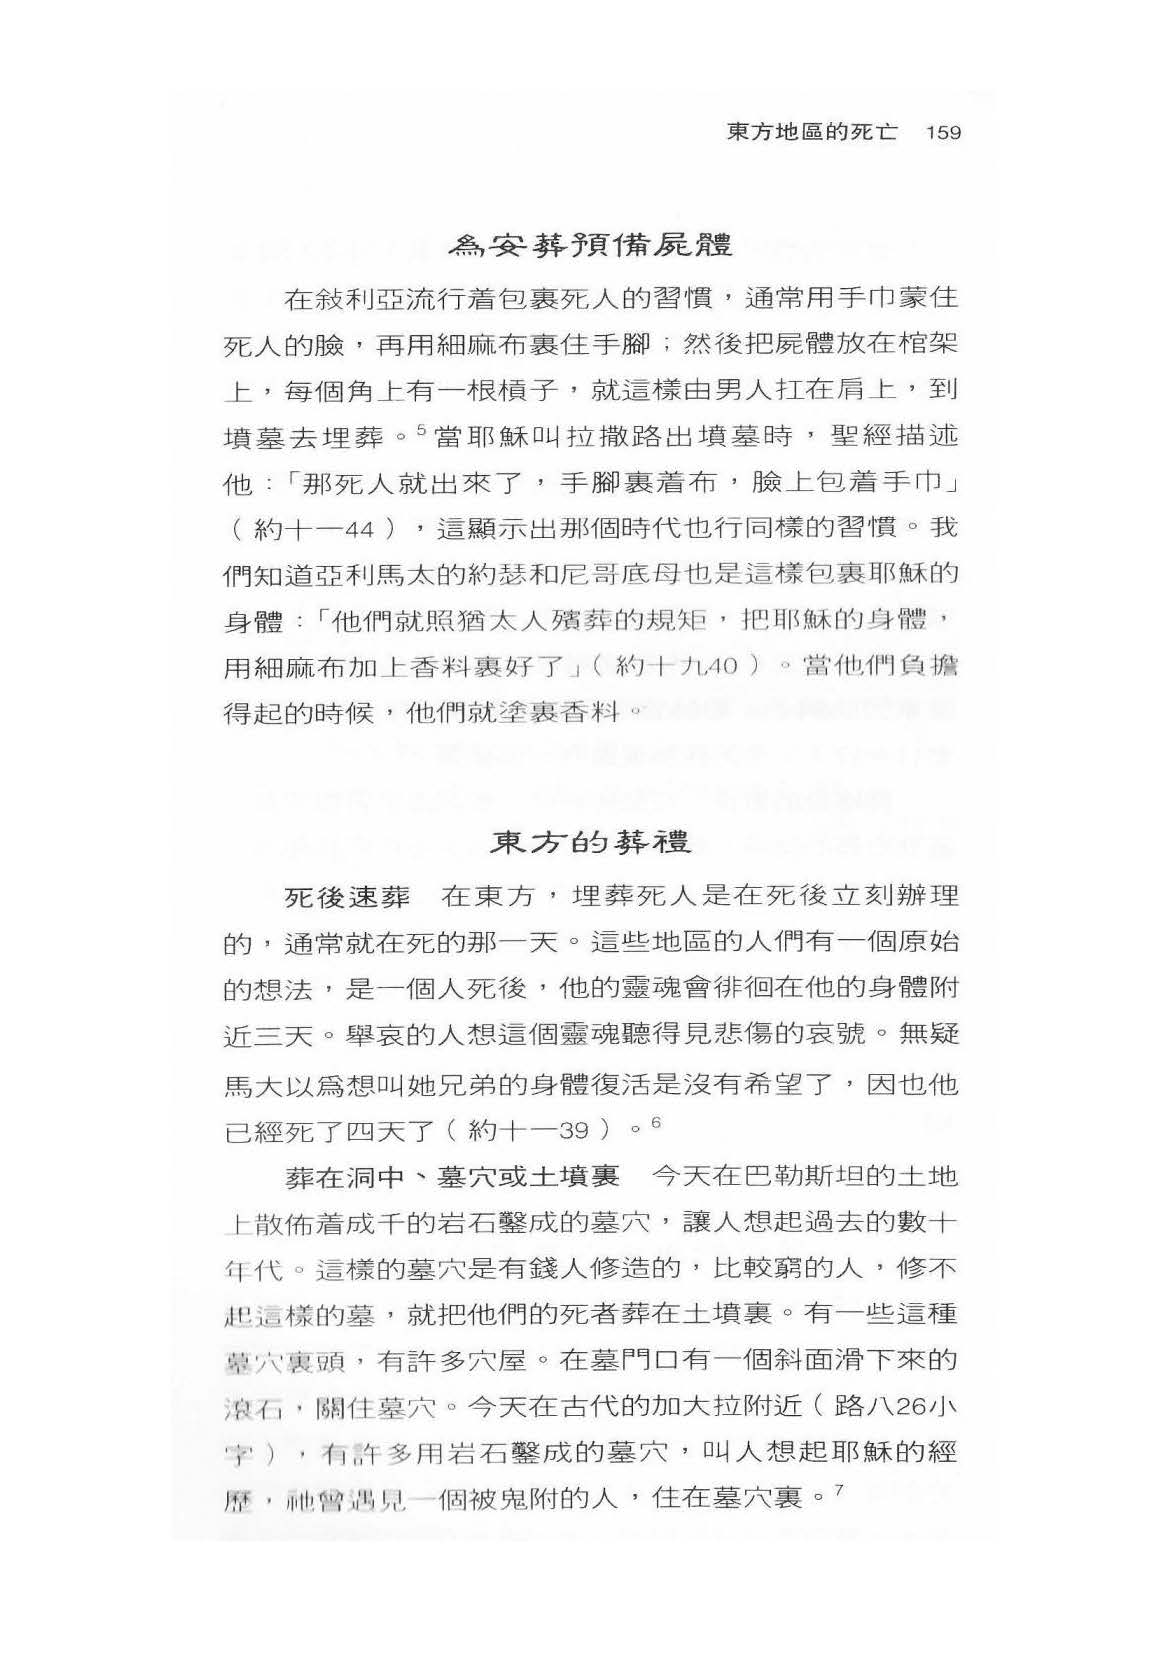 東方地區的死亡 159
爲安葬預備屍體
在敍利亞流行着包裹死人的習慣，通常用手巾蒙住
死人的臉，再用細麻布裹住手腳；然後把屍體放在棺架
上，每個角上有一根槓子，就這樣由男人扛在肩上，到
墳墓去埋葬。5當耶穌叫拉撒路出墳墓時，聖經描述
他：「那死人就出來了，手腳裹着布，臉上包着手巾」
（約十一44），這顯示出那個時代也行同樣的習慣。我
們知道亞利馬太的約瑟和尼哥底母也是這樣包裹耶穌的
身體：「他們就照猶太人殯葬的規矩，把耶穌的身體，
用細麻布加上香料裹好了」（約十九40）。當他們負擔
得起的時候，他們就塗裹香料。
東方的葬禮
死後速葬 在東方，埋葬死人是在死後立刻辦理
的，通常就在死的那一天。這些地區的人們有一個原始
的想法，是一個人死後，他的靈魂會徘徊在他的身體附
近三天。舉哀的人想這個靈魂聽得見悲傷的哀號。無疑
馬大以爲想叫她兄弟的身體復活是沒有希望了，因也他
已經死了四天了（約十一39）。6
葬在洞中、墓穴或土墳裏 今天在巴勒斯坦的土地
上散佈着成千的岩石鑿成的墓穴，讓人想起過去的數十
年代。這樣的墓穴是有錢人修造的，比較窮的人，修不
起這樣的墓，就把他們的死者葬在土墳裏。有一些這種
墓穴裏頭，有許多穴屋。在墓門口有一個斜面滑下來的
滾石，關住墓穴。今天在古代的加大拉附近（路八26小
字），有許多用岩石鑿成的墓穴，叫人想起耶穌的經
歷，祂曾遇見一個被鬼附的人，住在墓穴裏。7